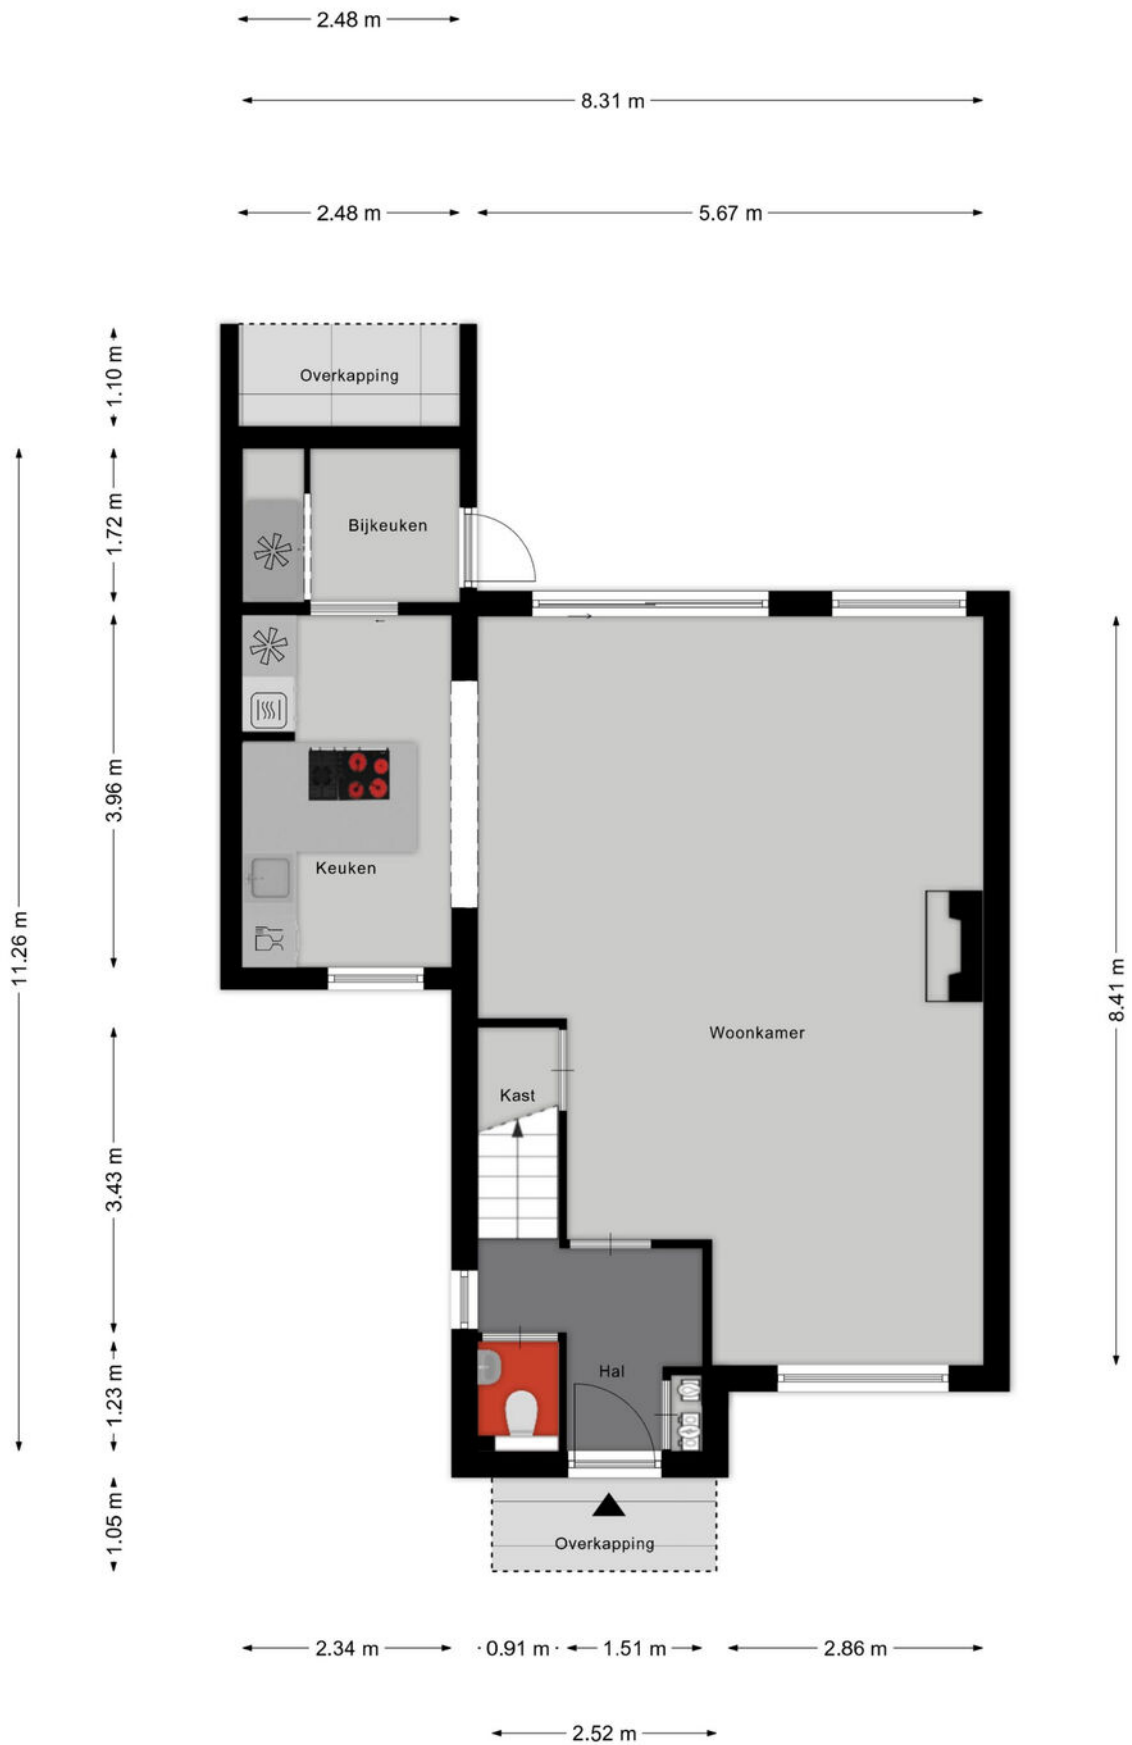 2.48 m
8.31 m
2.48 m
5.67 m
1.10 m
Overkapping
1.72 m
Bijkeuken
3.96 m
Keuken
11.26 m
8.41 m
Woonkamer
Kast
3.43 m
Hal
1.23 m
1.05 m
Overkapping
2.34 m
0.91 m
1.51 m
2.86 m
2.52 m